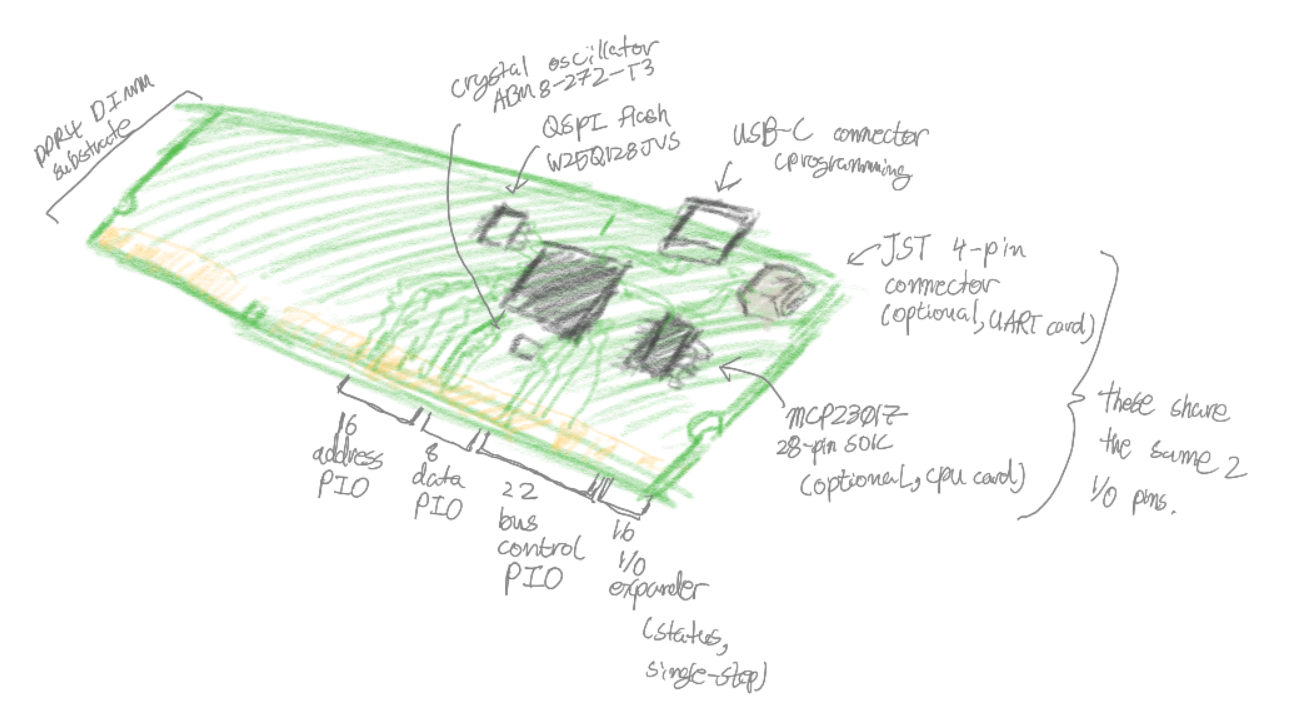 DDR4 DIMM
substrate
crystal oscillator
ABM8-272-T3
QSPI flash
W25Q128JVS
USB-C connector
(programming
JST 4-pin
connector
(optional, UART card)
MCP23017
28-pin SOIC
(optional, cpu card)
these share
the same 2
I/O pins.
16
address
PIO
8
data
PIO
22
bus
control
PIO
16
I/O
expander
(status,
single-step)